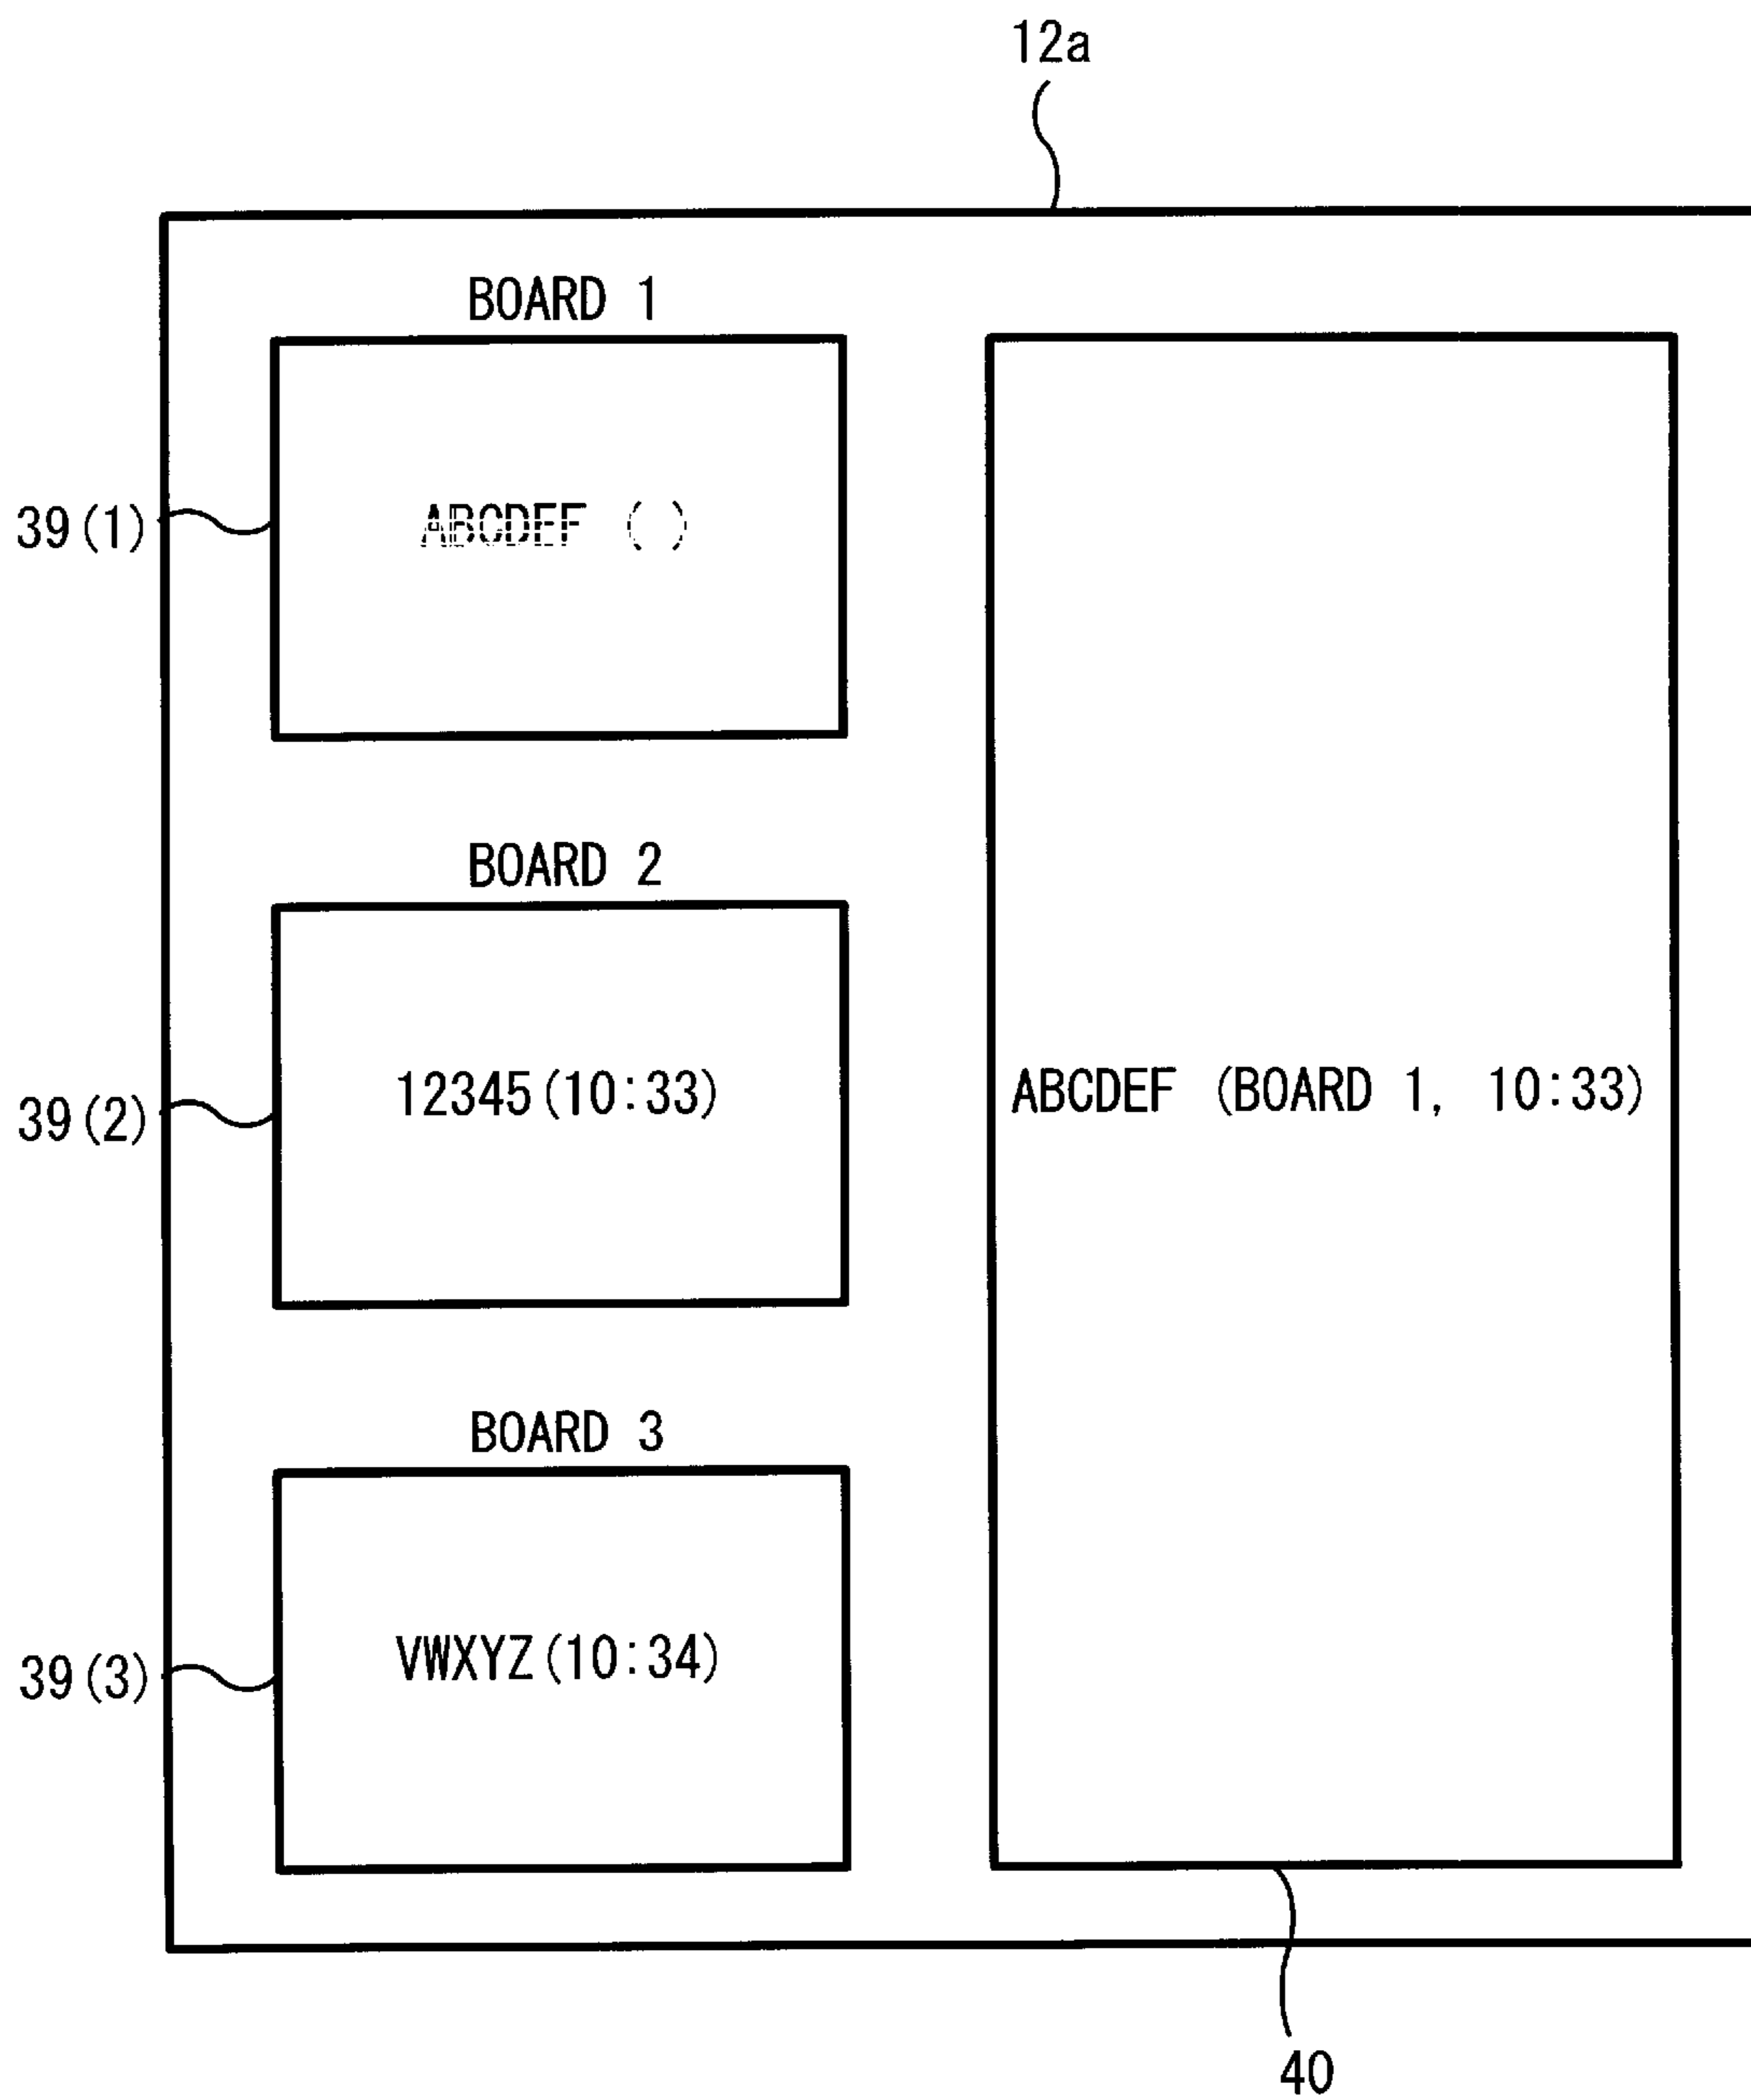 12a
BOARD 1
39(1)
ABCDEF ( )
BOARD 2
39(2)
12345(10:33)
ABCDEF (BOARD 1, 10:33)
BOARD 3
39(3)
VWXYZ(10:34)
40